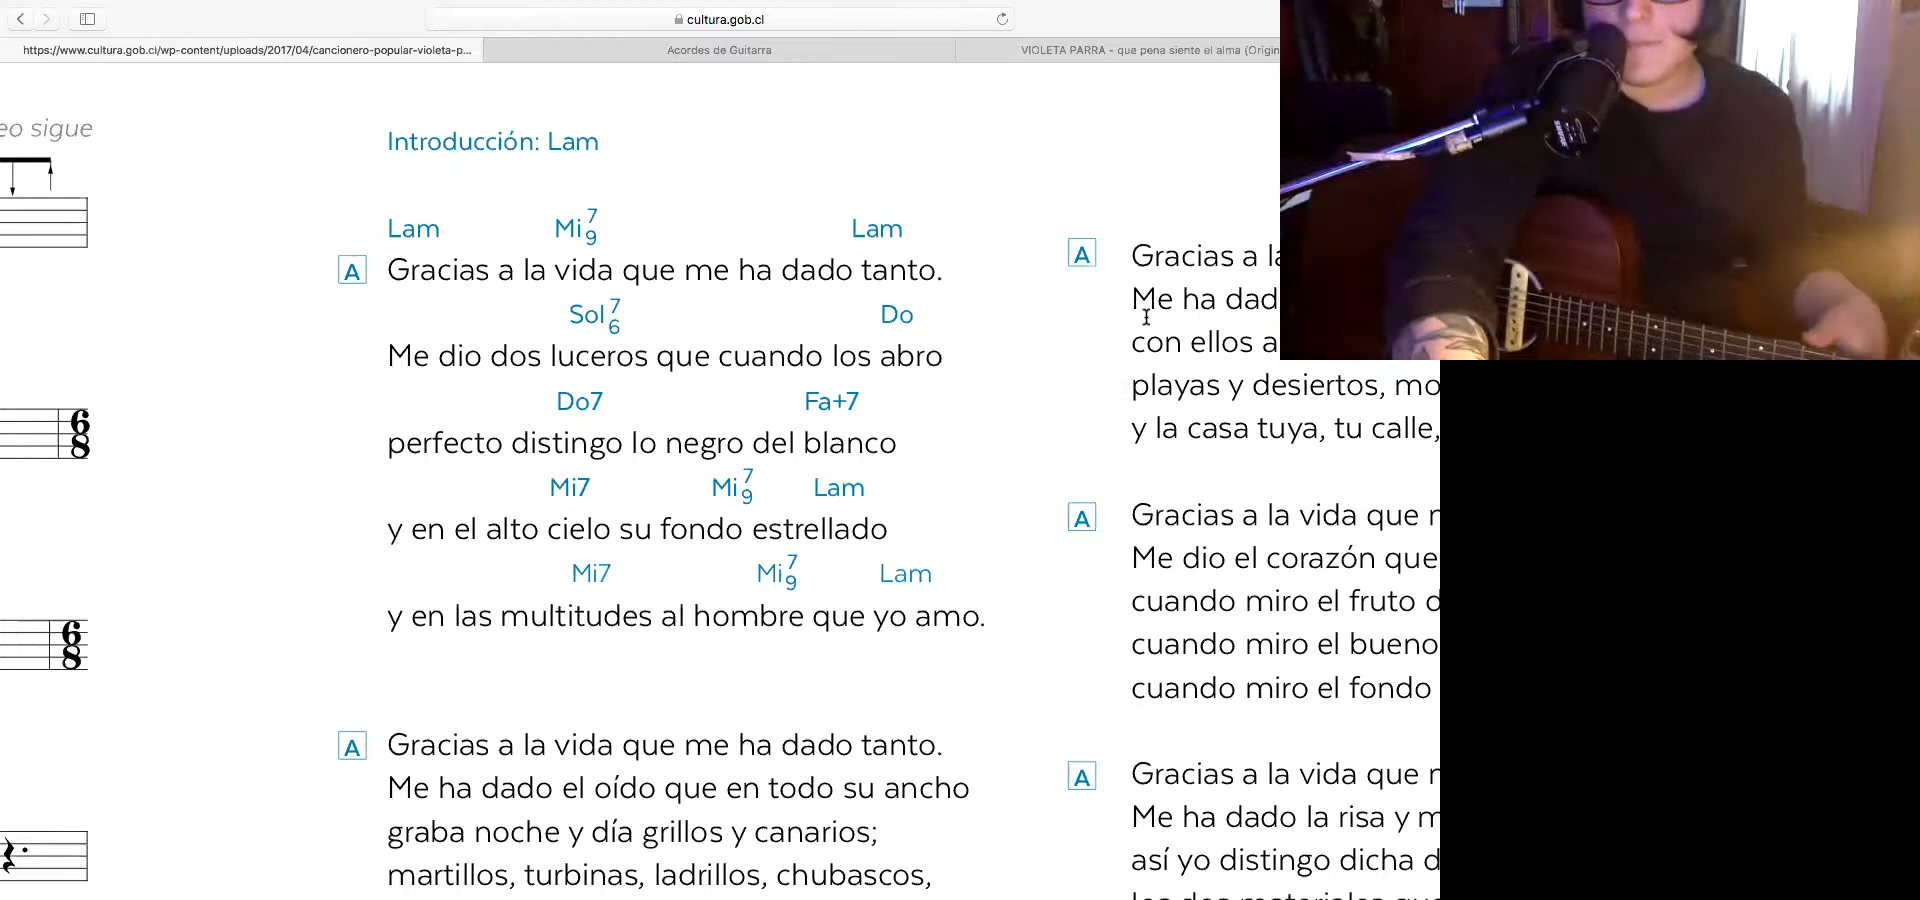 cultura.gob.cl
https://www.cultura.gob.cl/wp-content/uploads/2017/04/cancionero-popular-violeta-p...
Acordes de Guitarra
VIOLETA PARRA - que pena siente el alma (Origin
eo sigue
6
8
6
8
Introducción: Lam
Lam Mi 7 9 Lam
A Gracias a la vida que me ha dado tanto.
Sol 7 6 Do
Me dio dos luceros que cuando los abro
Do7 Fa+7
perfecto distingo lo negro del blanco
Mi7 Mi 7 9 Lam
y en el alto cielo su fondo estrellado
Mi7 Mi 7 9 Lam
y en las multitudes al hombre que yo amo.
A Gracias a la vida que me ha dado tanto.
Me ha dado el oído que en todo su ancho
graba noche y día grillos y canarios;
martillos, turbinas, ladrillos, chubascos,
A Gracias a la
Me ha dad
con ellos a
playas y desiertos, mo
y la casa tuya, tu calle,
A Gracias a la vida que
Me dio el corazón que
cuando miro el fruto d
cuando miro el bueno
cuando miro el fondo
A Gracias a la vida que
Me ha dado la risa y m
así yo distingo dicha d
SHURE